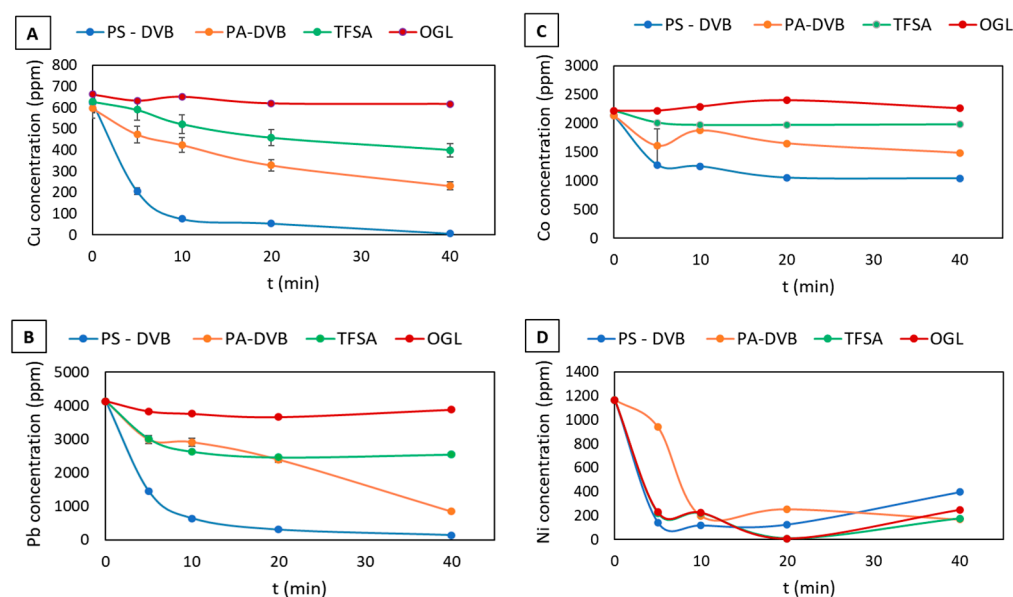 A
PS - DVB PA-DVB TFSA OGL
Cu concentration (ppm)
800
700
600
500
400
300
200
100
0
0 10 20 30 40
t (min)
C
PS - DVB PA-DVB TFSA OGL
Co concentration (ppm)
3000
2500
2000
1500
1000
500
0
0 10 20 30 40
t (min)
B
PS - DVB PA-DVB TFSA OGL
Pb concentration (ppm)
5000
4000
3000
2000
1000
0
0 10 20 30 40
t (min)
D
PS - DVB PA-DVB TFSA OGL
Ni concentration (ppm)
1400
1200
1000
800
600
400
200
0
0 10 20 30 40
t (min)